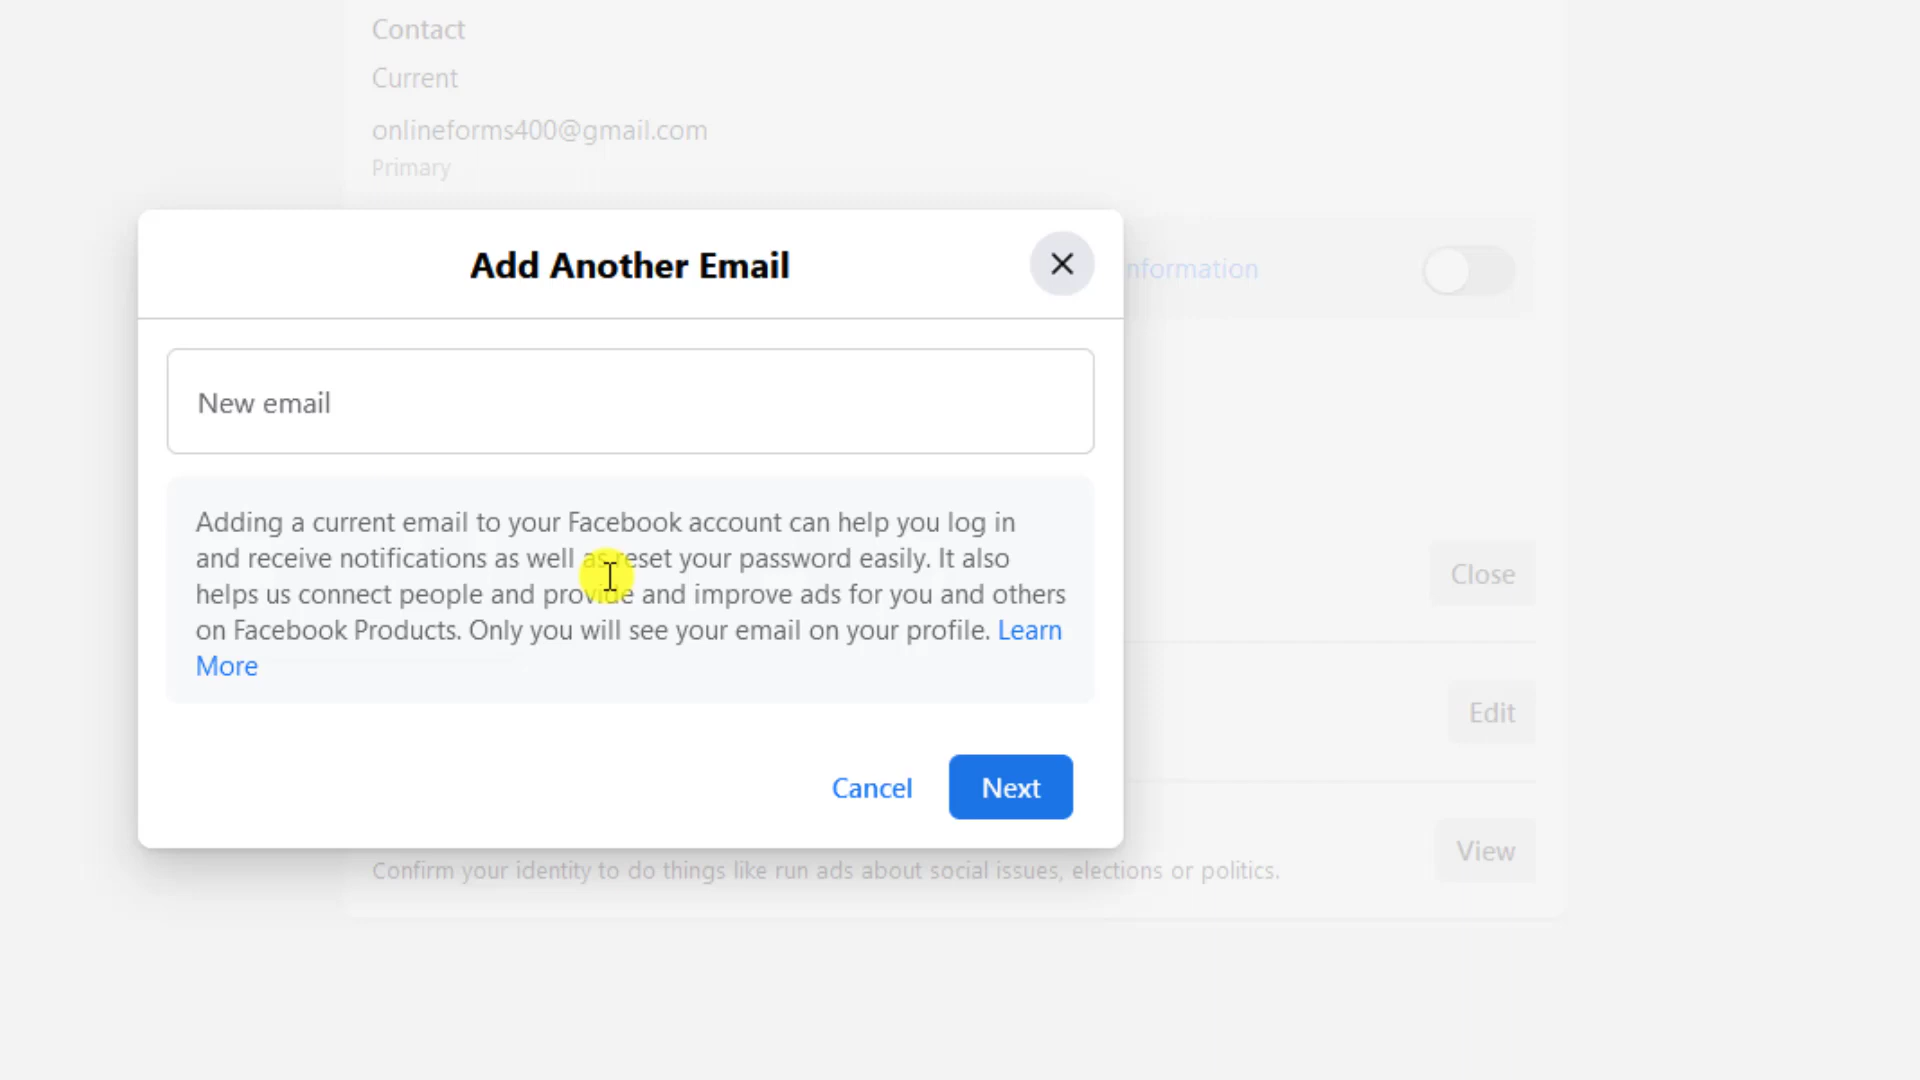 Contact
Current
onlineforms400@gmail.com
Primary
Add Another Email
nformation
New email
Adding a current email to your Facebook account can help you log in
and receive notifications as well as reset your password easily. It also
helps us connect people and provide and improve ads for you and others
on Facebook Products. Only you will see your email on your profile. Learn
More
Close
Edit
Cancel
Next
View
Confirm your identity to do things like run ads about social issues, elections or politics.